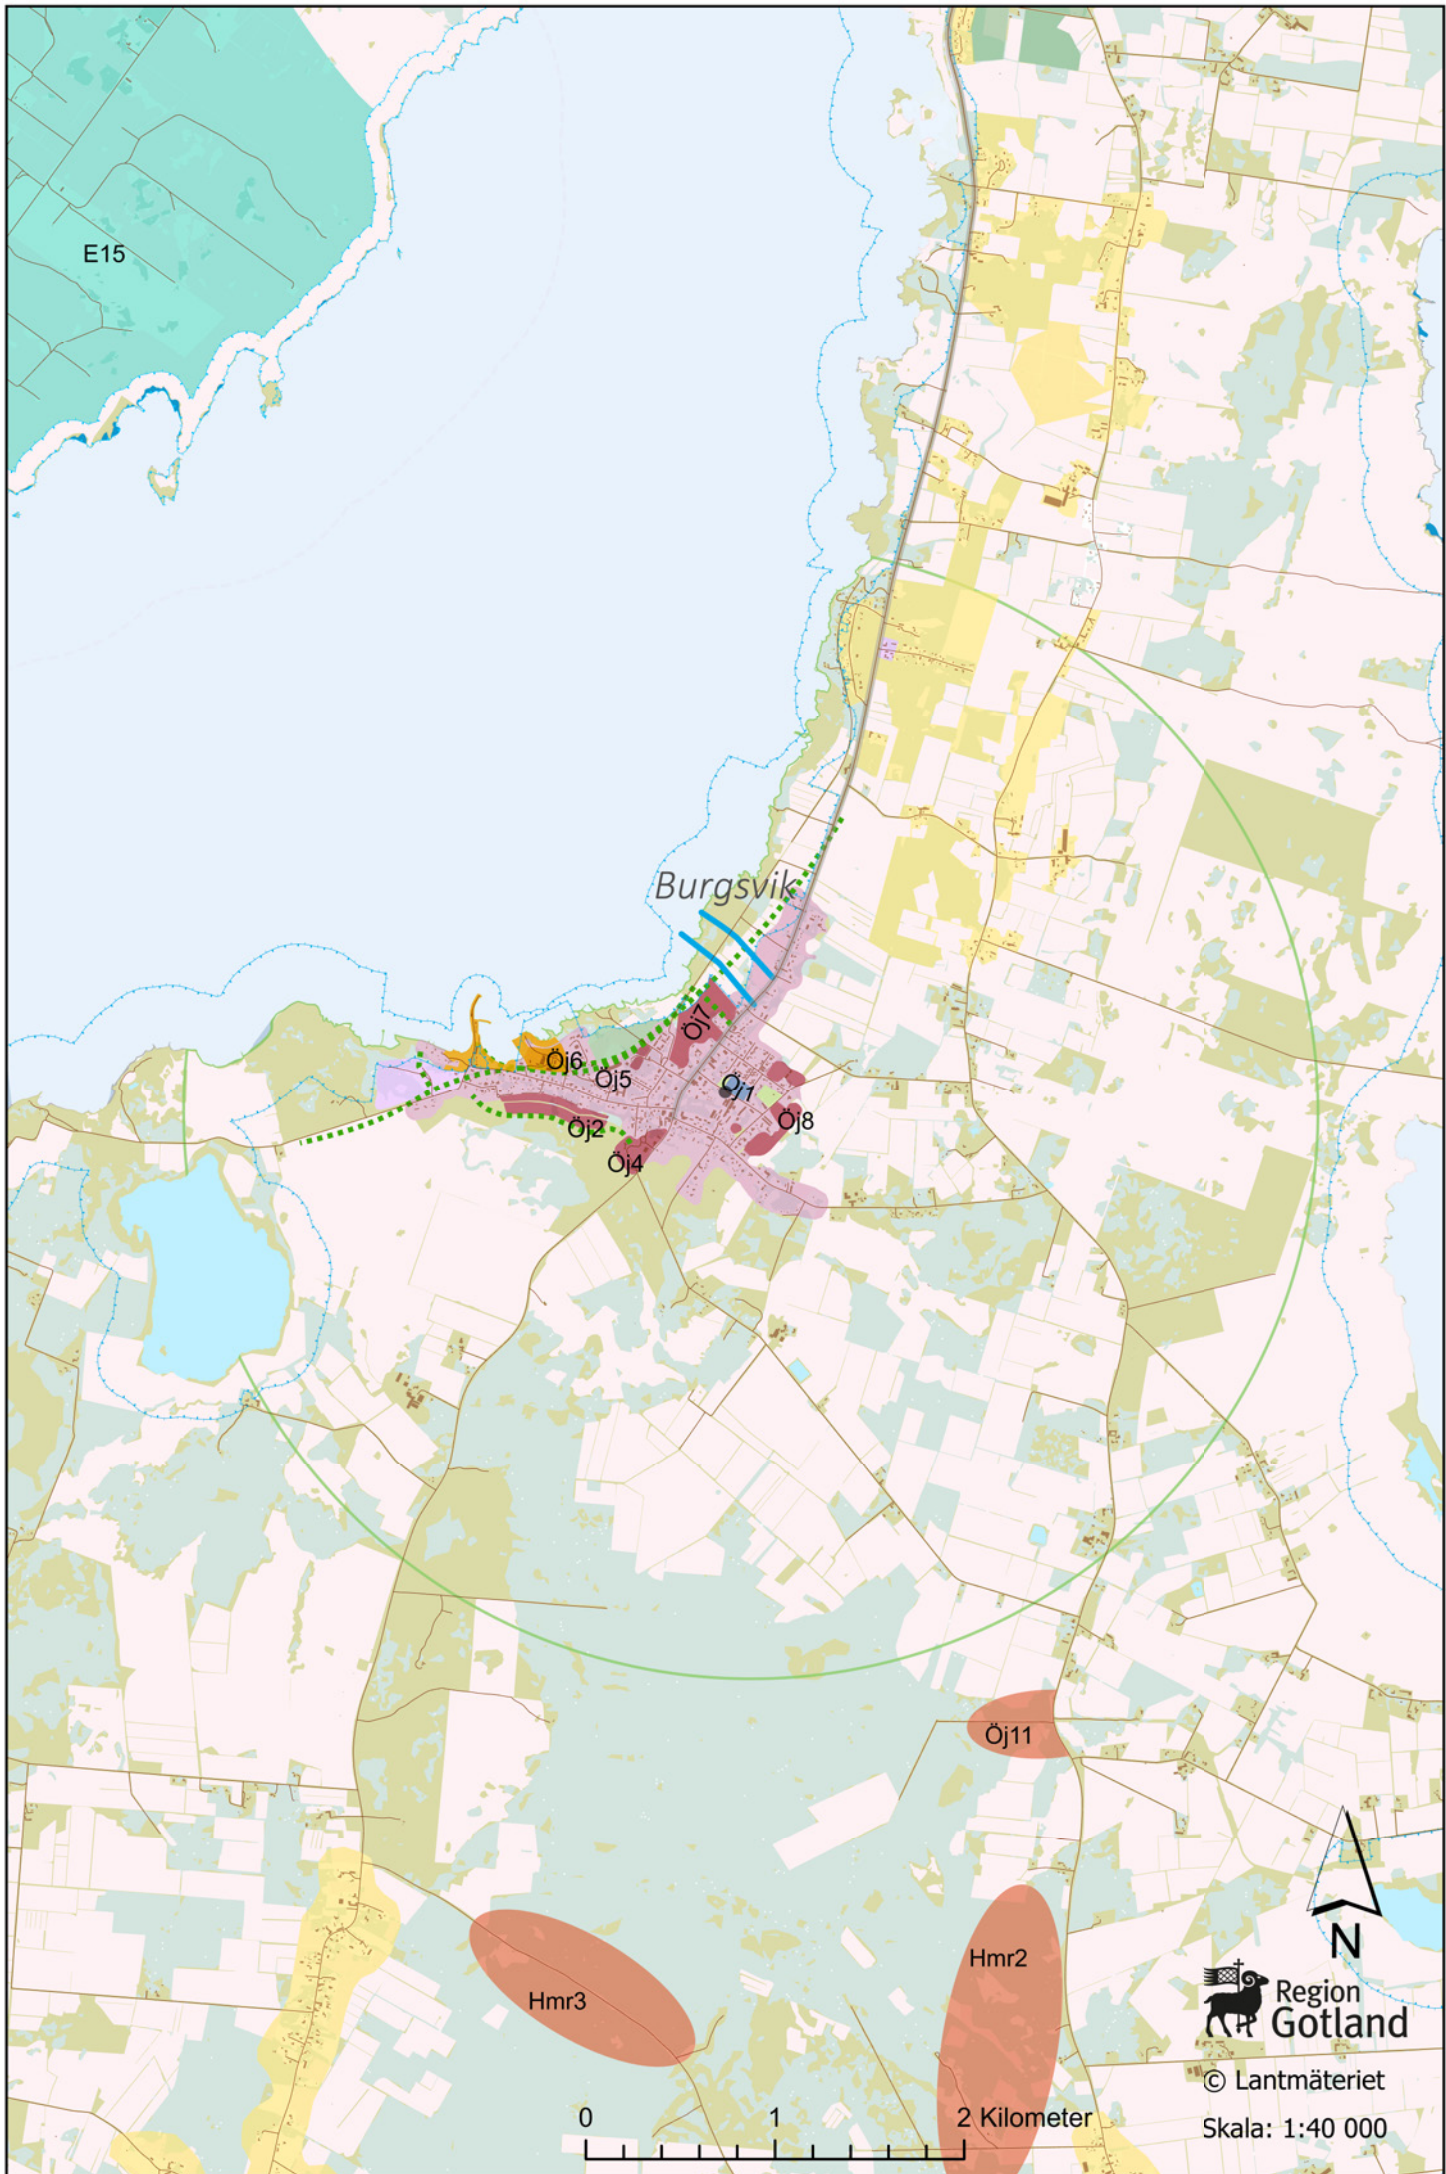 E15
Burgsvik
Öj7
Öj6
Öj5
Öj1
Öj8
Öj2
Öj4
Öj11
Hmr2
Hmr3
N
Region
Gotland
© Lantmäteriet
0 1 2 Kilometer
Skala: 1:40 000